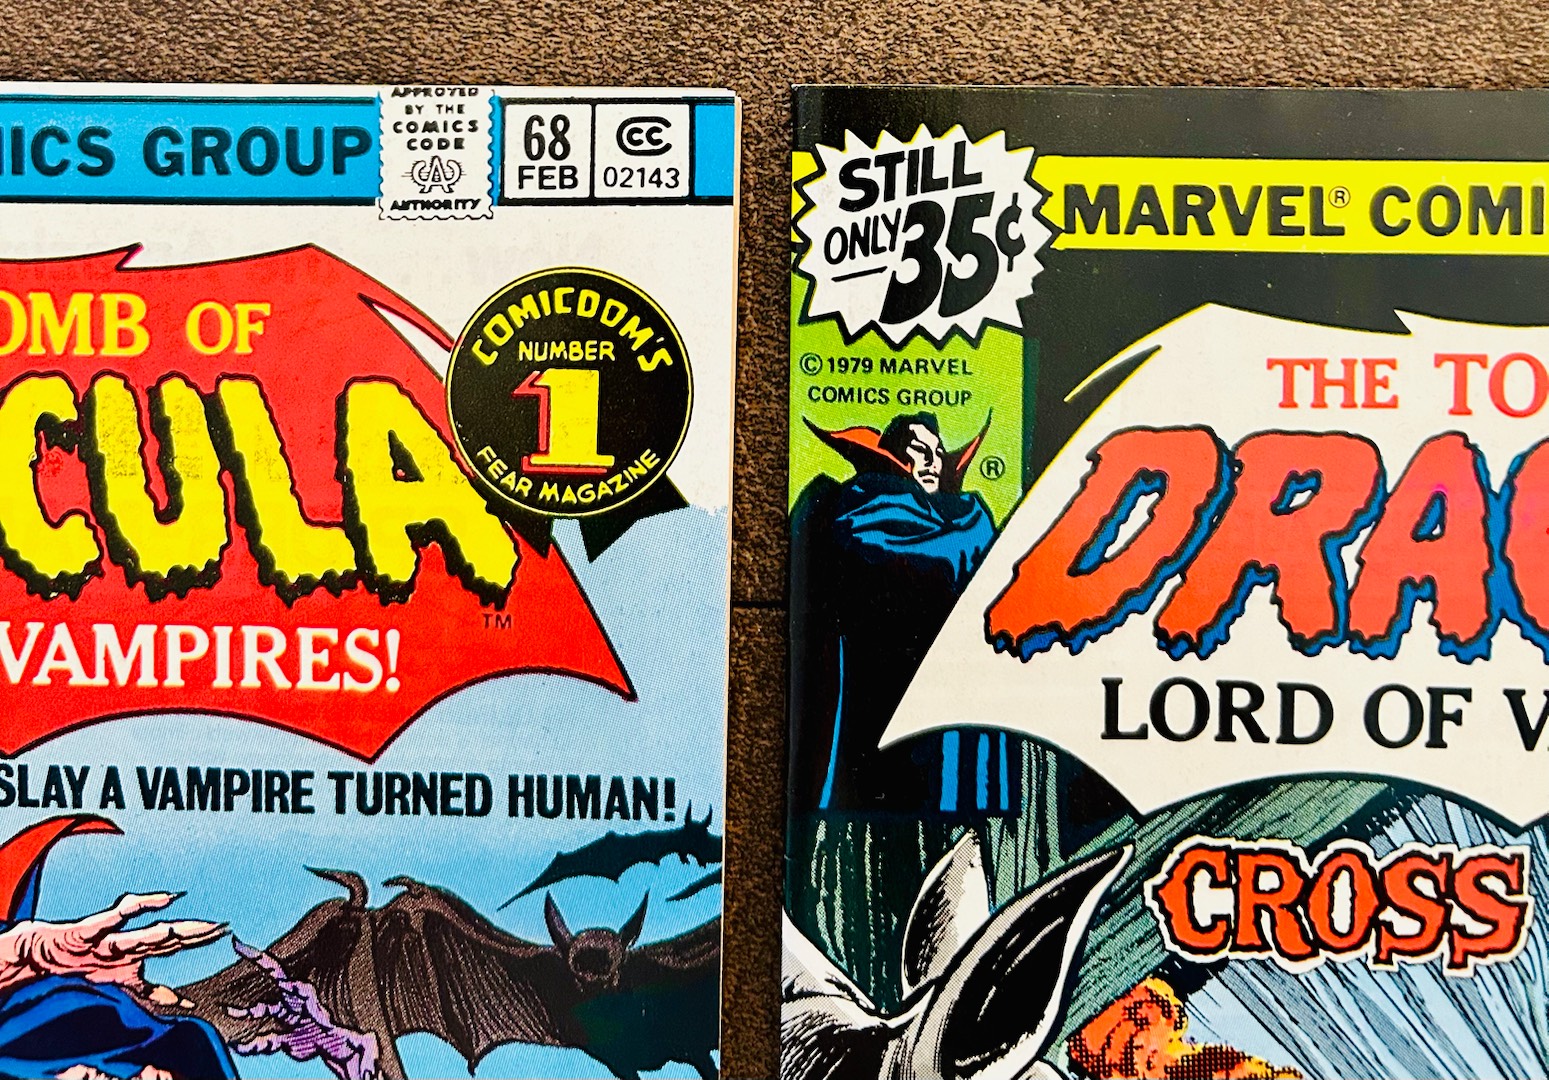 ICS GROUP
APPROVED
BY THE
COMICS
CODE
AUTHORITY
68
FEB
CC
02143
OMB OF
CULA
TM
VAMPIRES!
COMICDOM'S
NUMBER
1
FEAR MAGAZINE
SLAY A VAMPIRE TURNED HUMAN!
STILL
ONLY 35¢
MARVEL® COMI
© 1979 MARVEL
COMICS GROUP
®
THE TO
DRAC
LORD OF V
CROSS